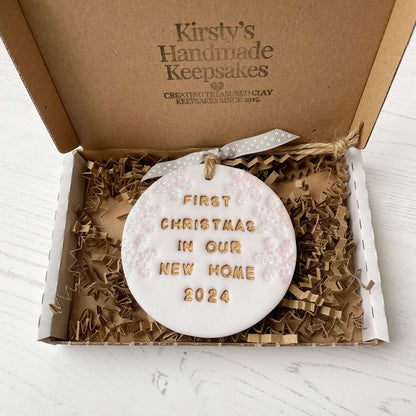 Kirsty's
Handmade
Keepsakes
CREATING TREASURED CLAY
KEEPSAKES SINCE 2015.
FIRST
CHRISTMAS
IN OUR
NEW HOME
2024